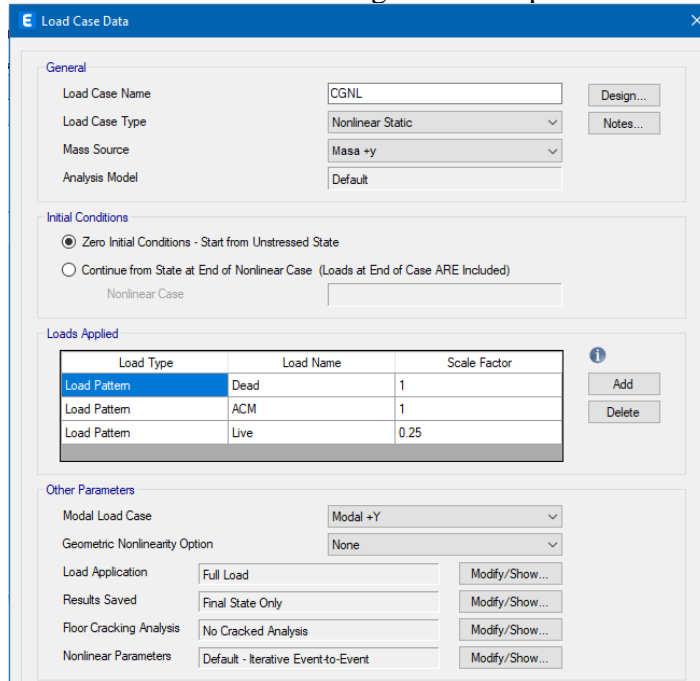 E Load Case Data
General
Load Case Name CGNL Design...
Load Case Type Nonlinear Static Notes...
Mass Source Masa +y
Analysis Model Default
Initial Conditions
Zero Initial Conditions - Start from Unstressed State
Continue from State at End of Nonlinear Case (Loads at End of Case ARE Included)
Nonlinear Case
Loads Applied
Load Type Load Name Scale Factor
Load Pattern Dead 1 Add
Load Pattern ACM 1 Delete
Load Pattern Live 0.25
Other Parameters
Modal Load Case Modal +Y
Geometric Nonlinearity Option None
Load Application Full Load Modify/Show...
Results Saved Final State Only Modify/Show...
Floor Cracking Analysis No Cracked Analysis Modify/Show...
Nonlinear Parameters Default - Iterative Event-to-Event Modify/Show...